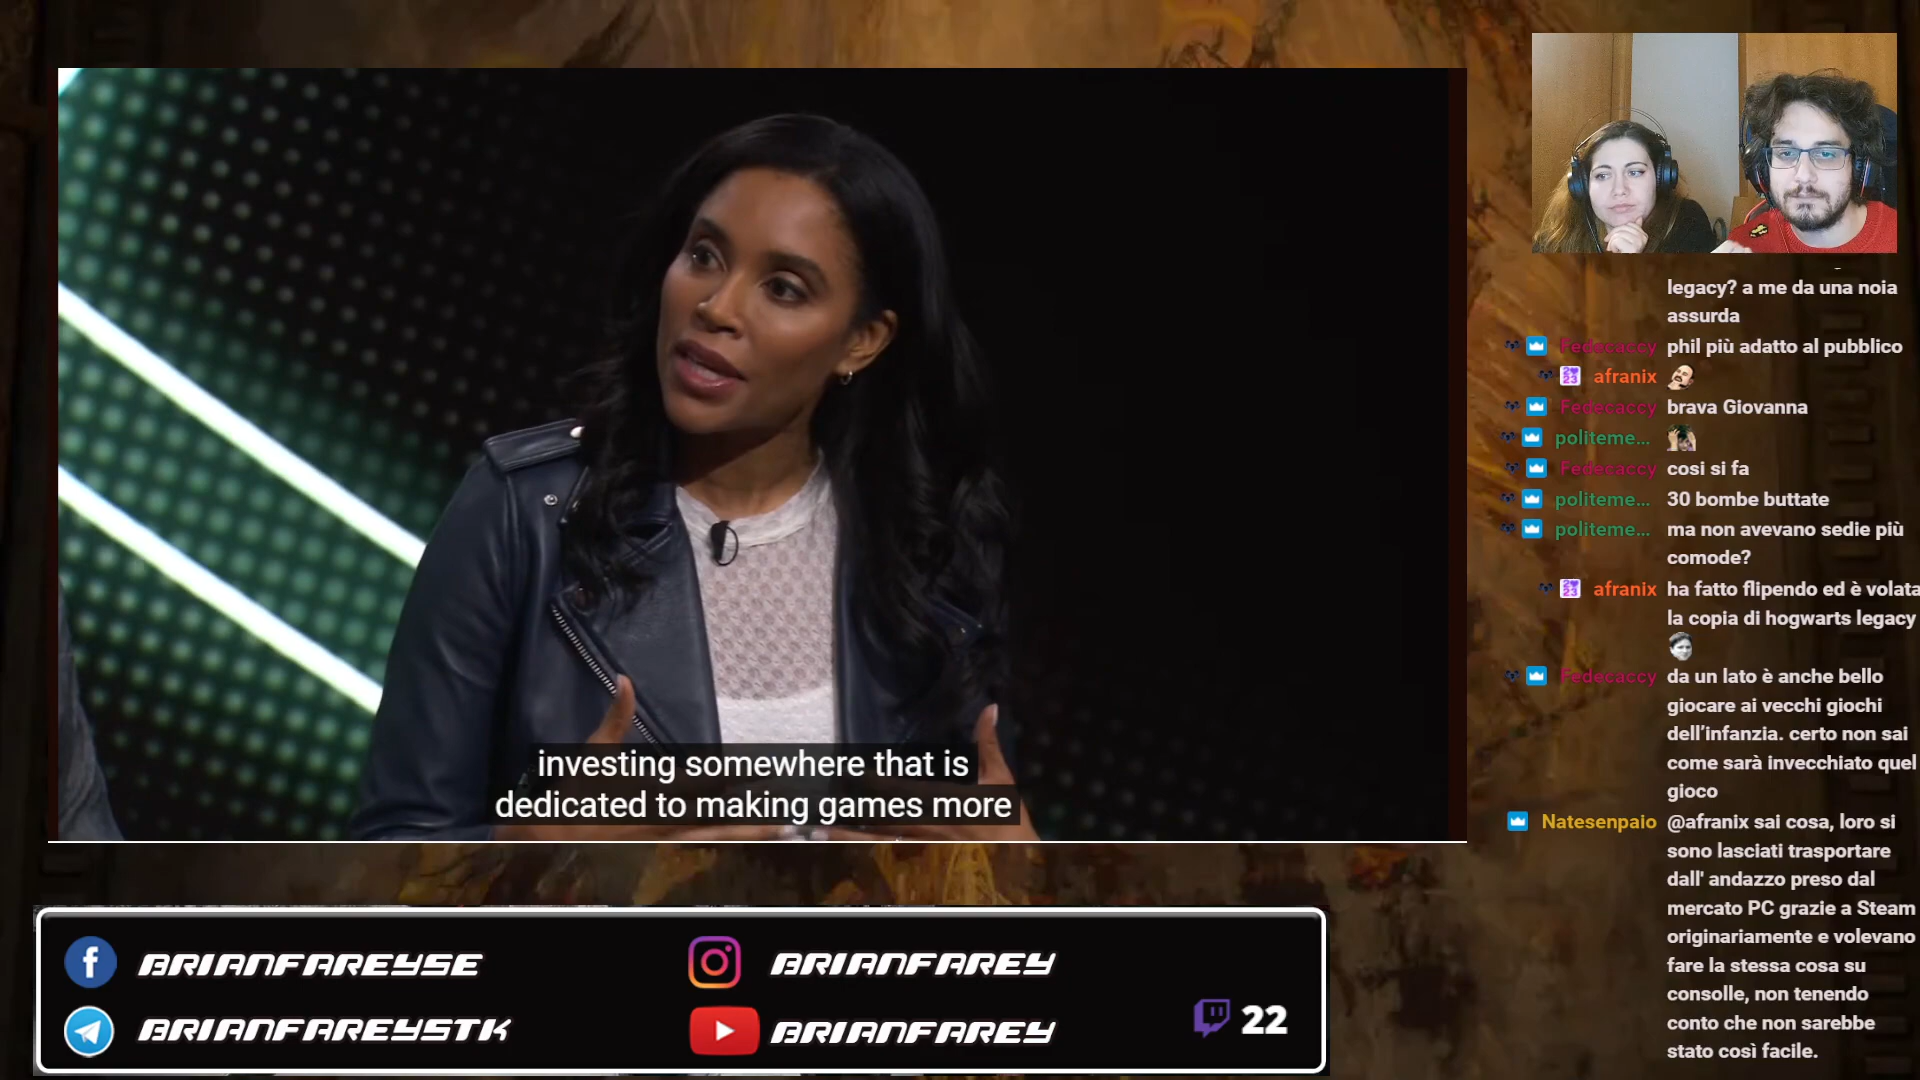 investing somewhere that is
dedicated to making games more
legacy? a me da una noia
assurda
Fedecaccy phil più adatto al pubblico
afranix
Fedecaccy brava Giovanna
politeme...
Fedecaccy cosi si fa
politeme... 30 bombe buttate
politeme... ma non avevano sedie più
comode?
afranix ha fatto flipendo ed è volata
la copia di hogwarts legacy
Fedecaccy da un lato è anche bello
giocare ai vecchi giochi
dell'infanzia. certo non sai
come sarà invecchiato quel
gioco
Natesenpaio @afranix sai cosa, loro si
sono lasciati trasportare
dall' andazzo preso dal
mercato PC grazie a Steam
originariamente e volevano
fare la stessa cosa su
consolle, non tenendo
conto che non sarebbe
stato così facile.
BRIANFAREYSE
BRIANFAREY
BRIANFAREYSTK
BRIANFAREY
22